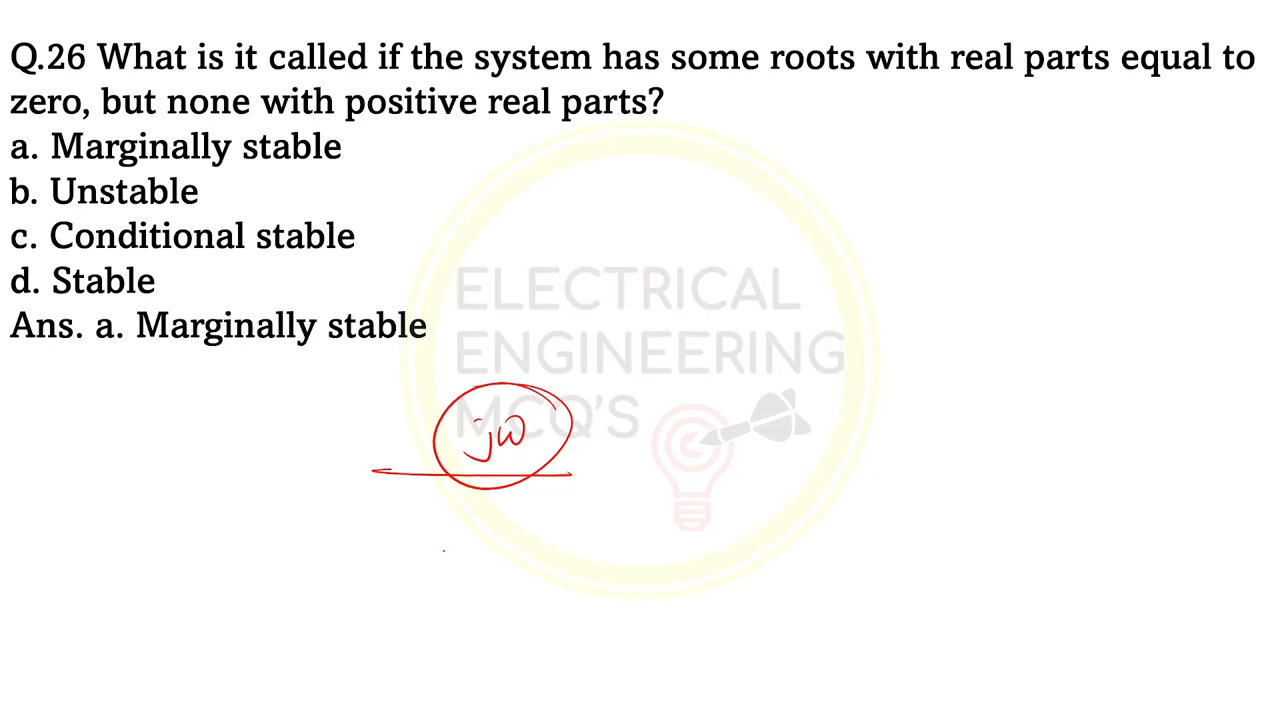 Q.26 What is it called if the system has some roots with real parts equal to
zero, but none with positive real parts?
a. Marginally stable
b. Unstable
c. Conditional stable
d. Stable
Ans. a. Marginally stable
ELECTRICAL
ENGINEERING
MCQ'S
jω